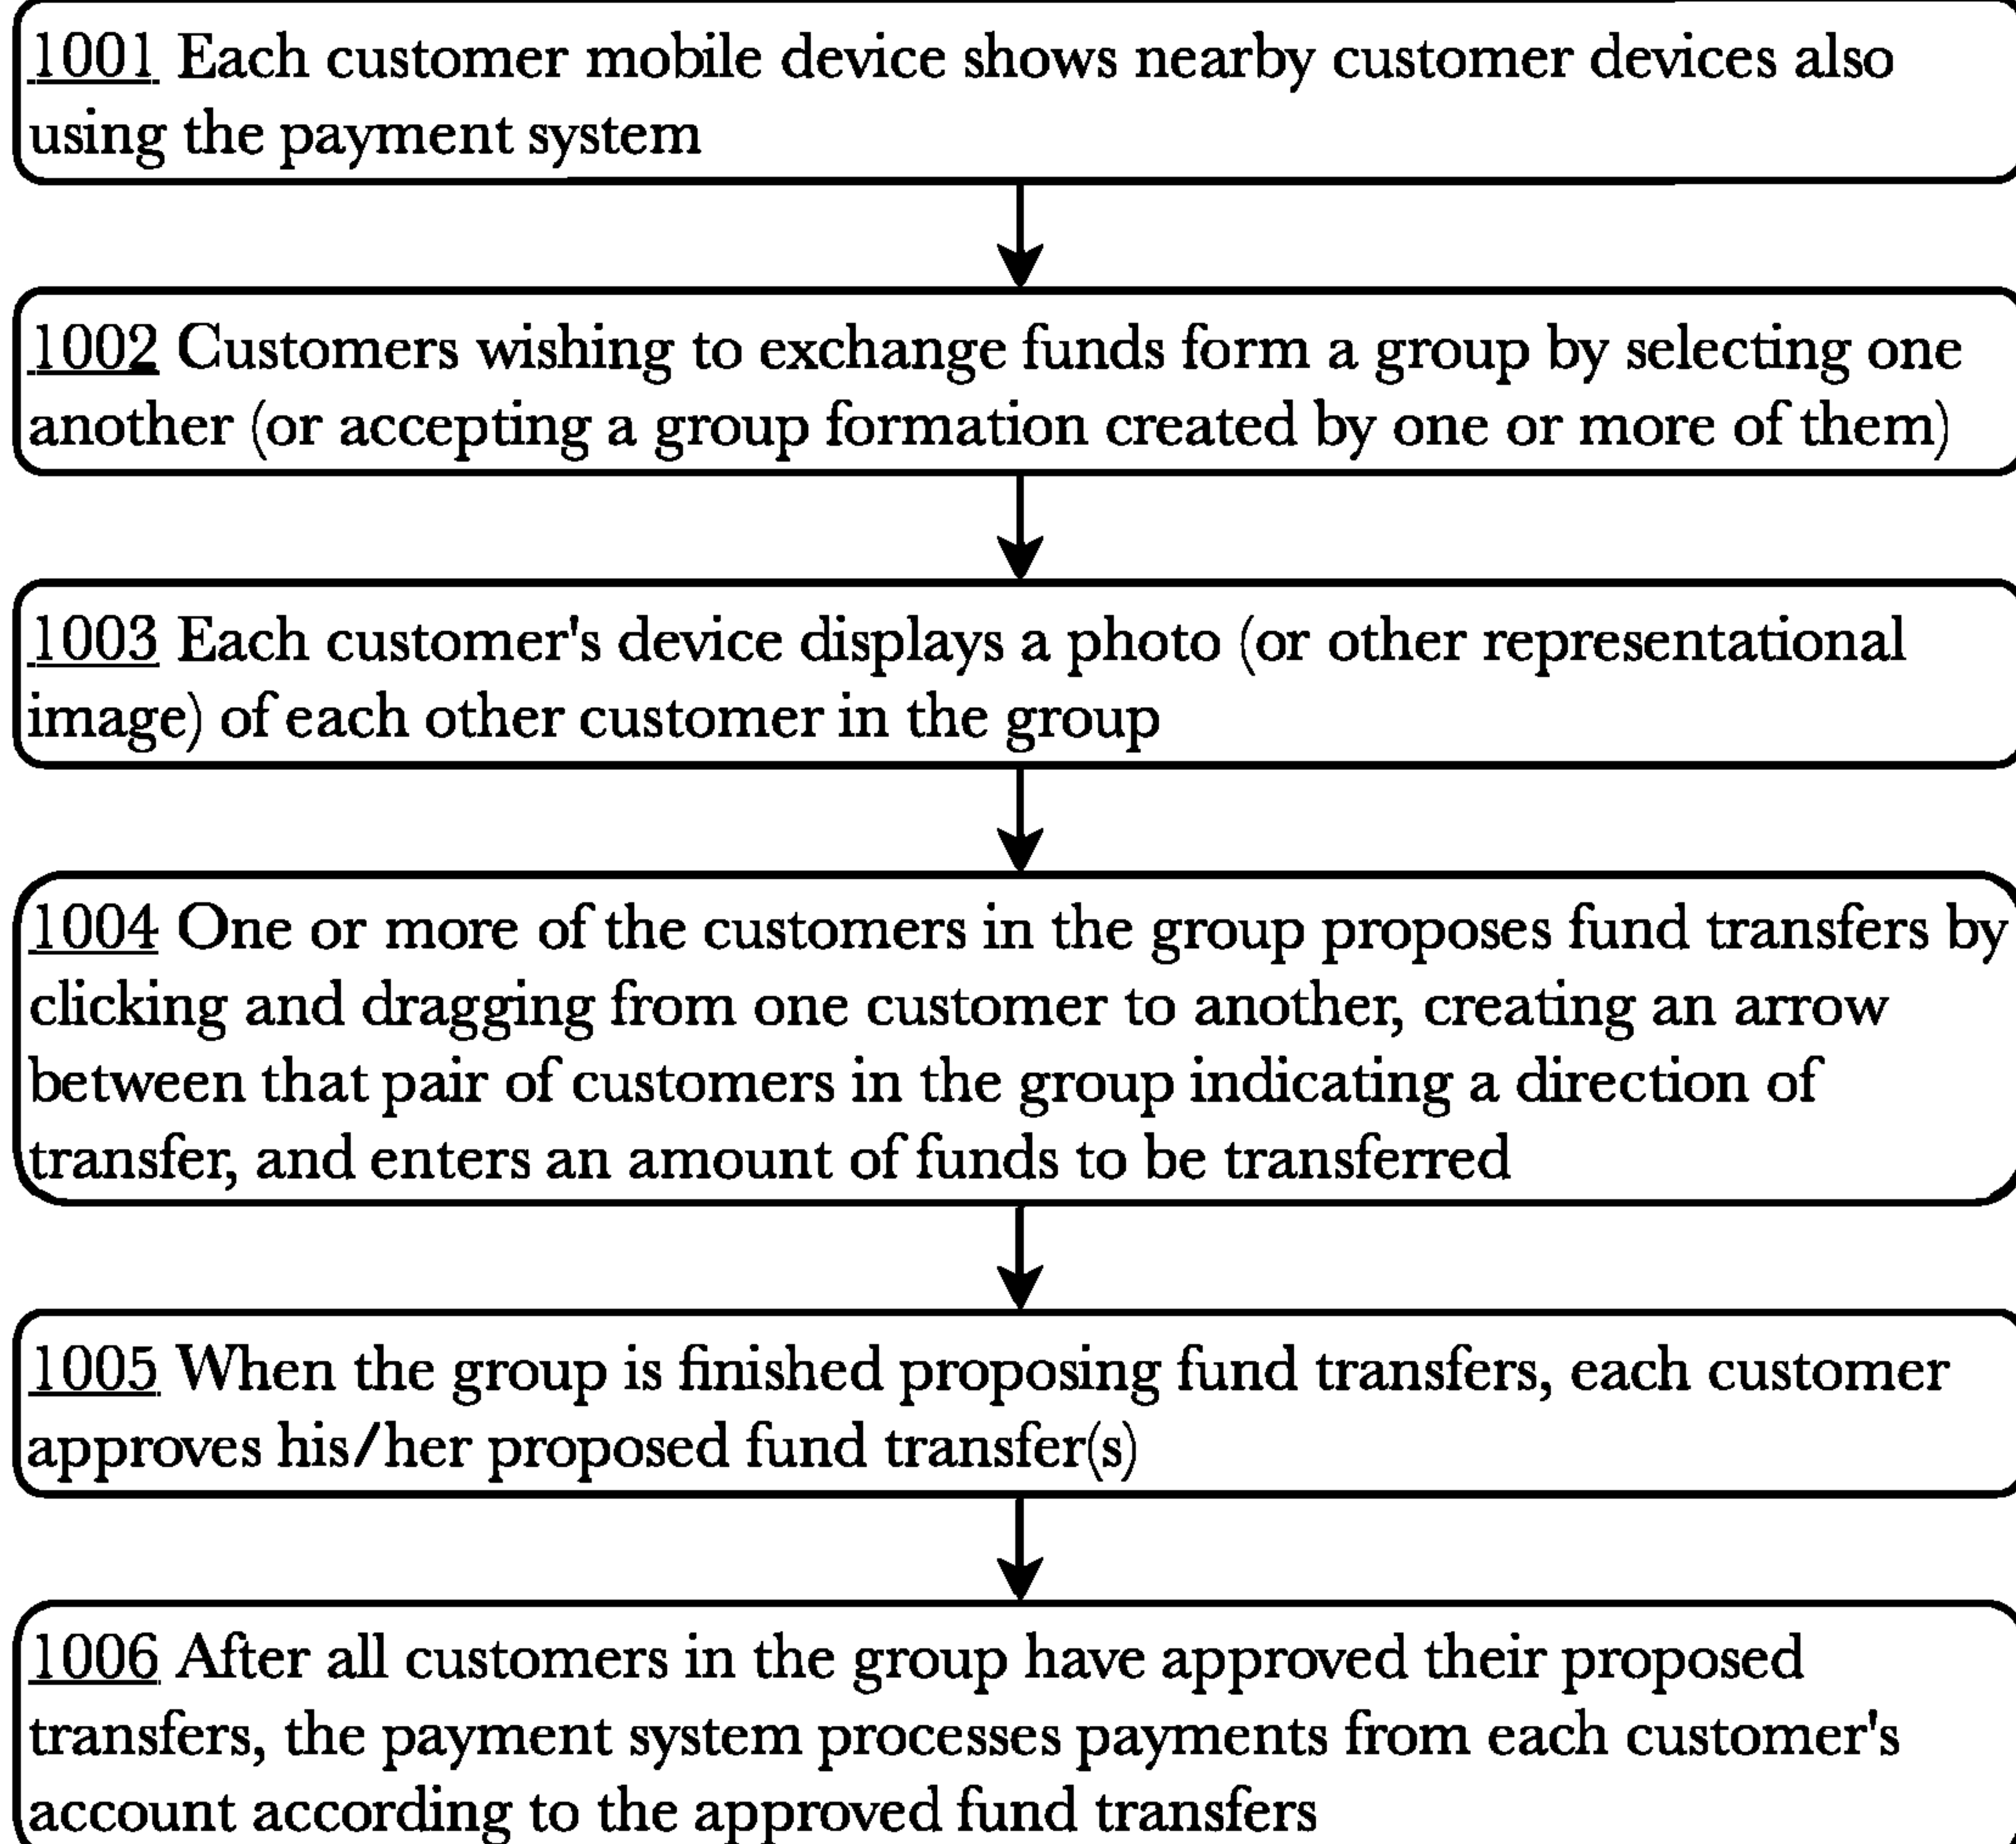 1001 Each customer mobile device shows nearby customer devices also
using the payment system
1002 Customers wishing to exchange funds form a group by selecting one
another (or accepting a group formation created by one or more of them)
1003 Each customer's device displays a photo (or other representational
image) of each other customer in the group
1004 One or more of the customers in the group proposes fund transfers by
clicking and dragging from one customer to another, creating an arrow
between that pair of customers in the group indicating a direction of
transfer, and enters an amount of funds to be transferred
1005 When the group is finished proposing fund transfers, each customer
approves his/her proposed fund transfer(s)
1006 After all customers in the group have approved their proposed
transfers, the payment system processes payments from each customer's
account according to the approved fund transfers